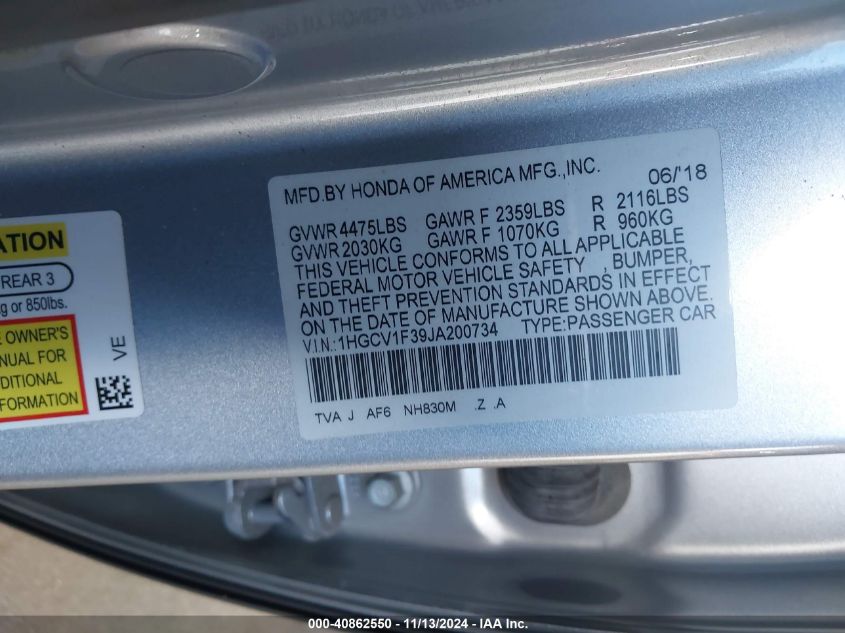 MFD.BY HONDA OF AMERICA MFG.,INC. 06/'18
GVWR 4475LBS GAWR F 2359LBS R 2116LBS
GVWR 2030KG GAWR F 1070KG R 960KG
THIS VEHICLE CONFORMS TO ALL APPLICABLE
FEDERAL MOTOR VEHICLE SAFETY , BUMPER,
AND THEFT PREVENTION STANDARDS IN EFFECT
ON THE DATE OF MANUFACTURE SHOWN ABOVE.
V.I.N.:1HGCV1F39JA200734 TYPE:PASSENGER CAR
TVA J AF6 NH830M .Z .A
ATION
REAR 3
g or 850lbs.
E OWNER'S
ANUAL FOR
DITIONAL
FORMATION
VE
000-40862550 - 11/13/2024 - IAA Inc.